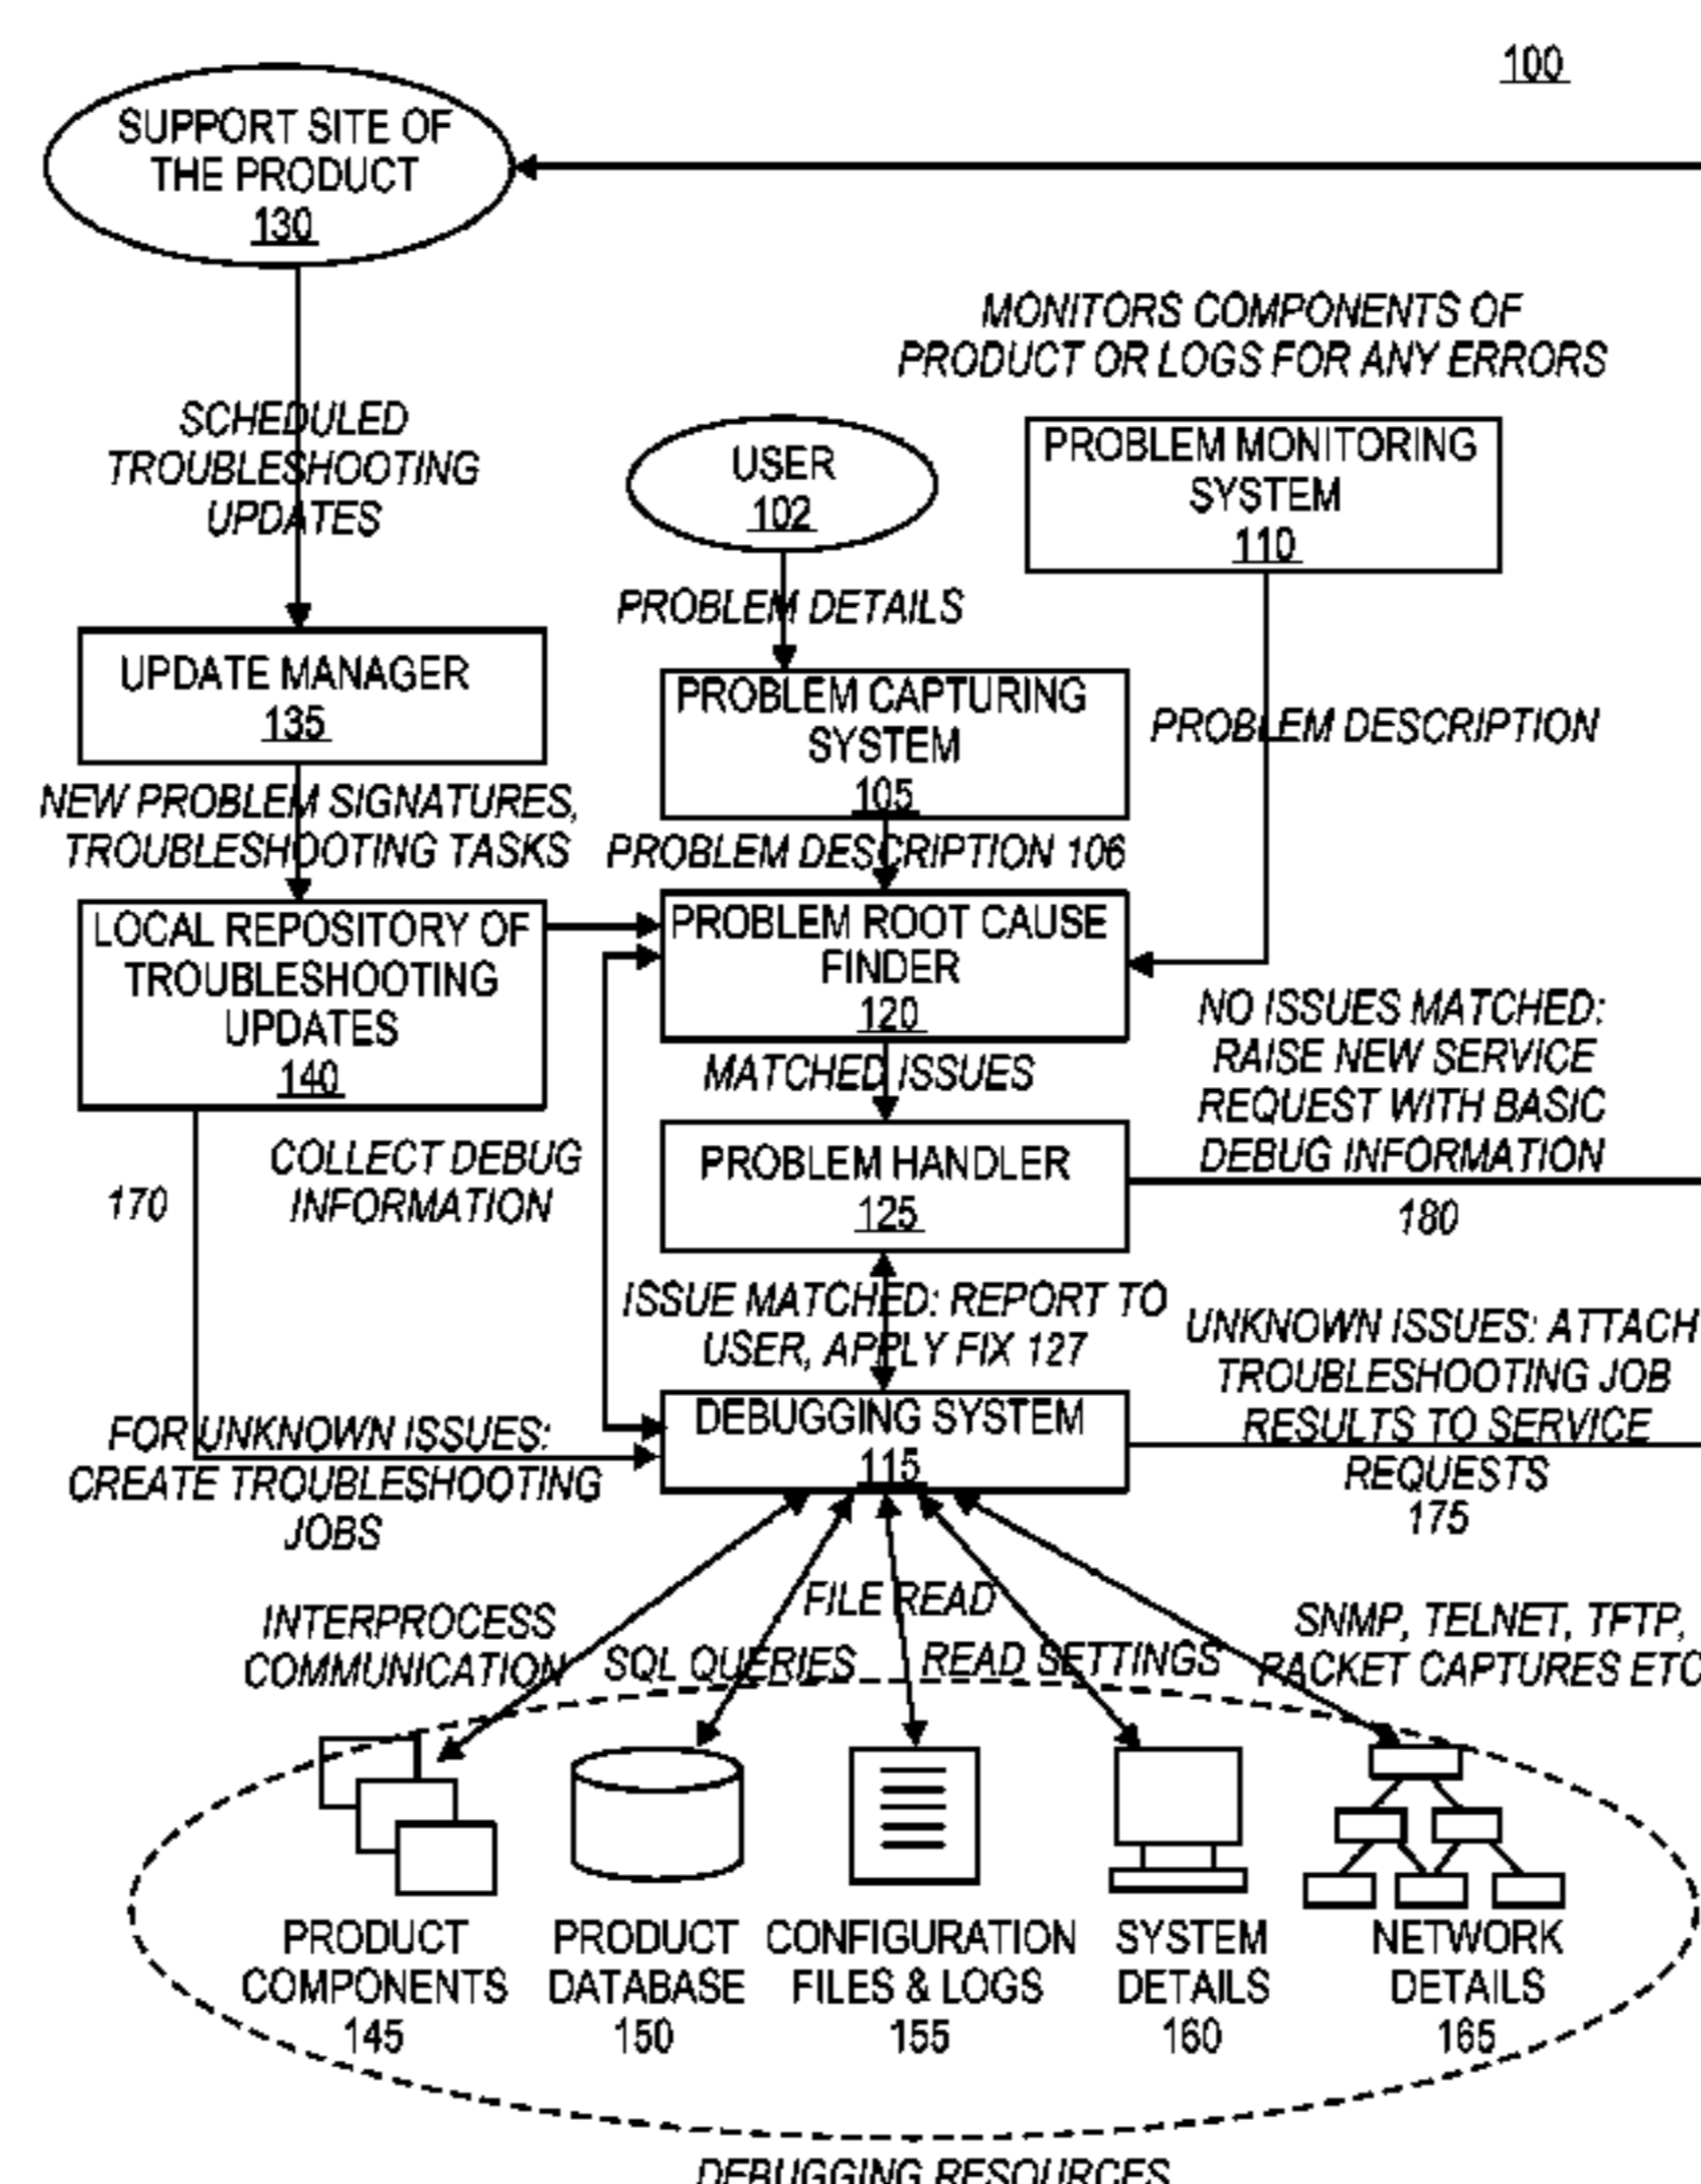 100
SUPPORT SITE OF
THE PRODUCT
130
MONITORS COMPONENTS OF
PRODUCT OR LOGS FOR ANY ERRORS
SCHEDULED
TROUBLESHOOTING
UPDATES
USER
102
PROBLEM MONITORING
SYSTEM
110
PROBLEM DETAILS
UPDATE MANAGER
135
PROBLEM CAPTURING
SYSTEM
105
PROBLEM DESCRIPTION
NEW PROBLEM SIGNATURES,
TROUBLESHOOTING TASKS
PROBLEM DESCRIPTION 106
LOCAL REPOSITORY OF
TROUBLESHOOTING
UPDATES
140
PROBLEM ROOT CAUSE
FINDER
120
NO ISSUES MATCHED:
RAISE NEW SERVICE
REQUEST WITH BASIC
DEBUG INFORMATION
180
MATCHED ISSUES
COLLECT DEBUG
INFORMATION
170
PROBLEM HANDLER
125
ISSUE MATCHED: REPORT TO
USER, APPLY FIX 127
UNKNOWN ISSUES: ATTACH
TROUBLESHOOTING JOB
RESULTS TO SERVICE
REQUESTS
175
FOR UNKNOWN ISSUES:
CREATE TROUBLESHOOTING
JOBS
DEBUGGING SYSTEM
115
INTERPROCESS
COMMUNICATION
SQL QUERIES
FILE READ
READ SETTINGS
SNMP, TELNET, TFTP,
PACKET CAPTURES ETC
PRODUCT
COMPONENTS
145
PRODUCT
DATABASE
150
CONFIGURATION
FILES & LOGS
155
SYSTEM
DETAILS
160
NETWORK
DETAILS
165
DEBUGGING RESOURCES